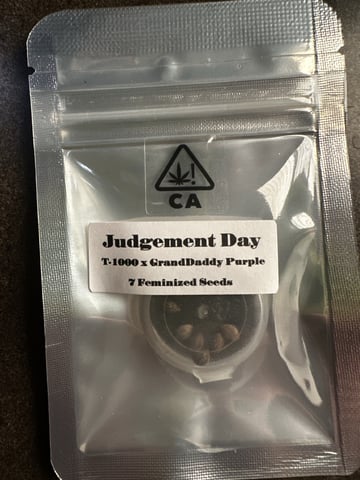 !
CA
Judgement Day
T-1000 x GrandDaddy Purple
7 Feminized Seeds